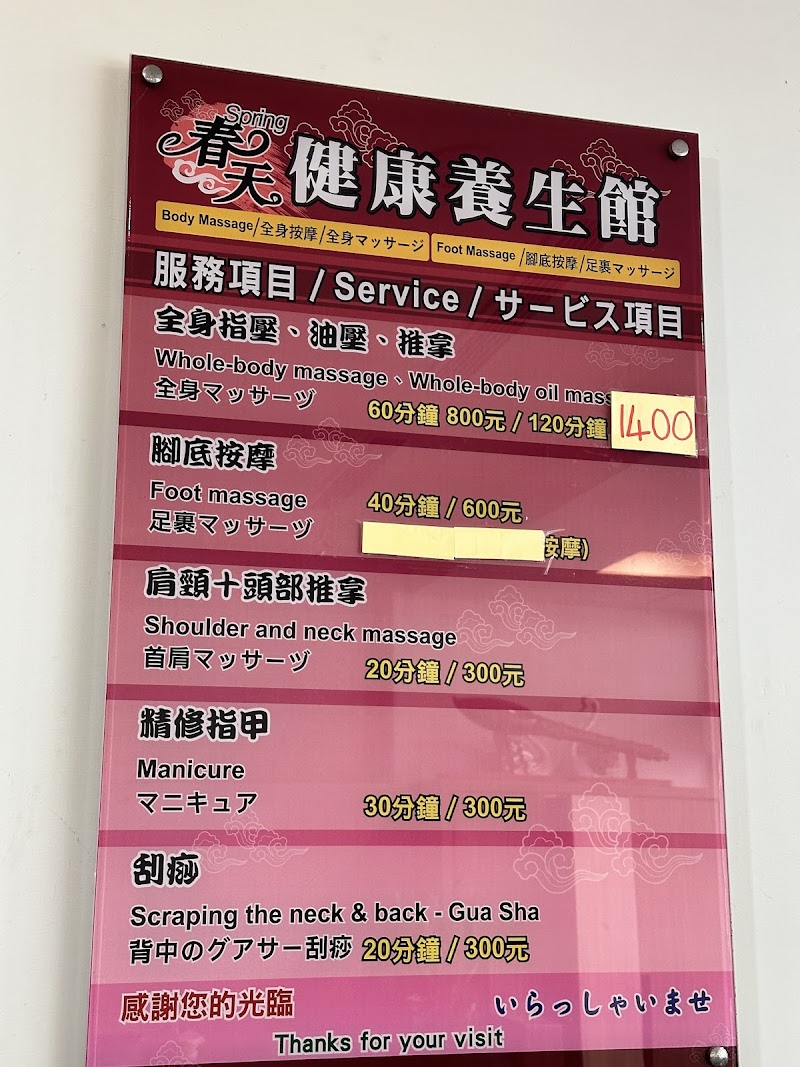 Spring
春天 健康養生館
Body Massage/全身按摩/全身マッサージ
Foot Massage /腳底按摩/足裏マッサージ
服務項目 / Service / サービス項目
全身指壓、油壓、推拿
Whole-body massage、Whole-body oil mass
全身マッサーヅ
60分鐘 800元 / 120分鐘 1400
腳底按摩
Foot massage
40分鐘 / 600元
足裏マッサーヅ
按摩)
肩頸十頭部推拿
Shoulder and neck massage
首肩マッサーヅ
20分鐘 / 300元
精修指甲
Manicure
マニキュア
30分鐘 / 300元
刮痧
Scraping the neck & back - Gua Sha
背中のグアサー刮痧 20分鐘 / 300元
感謝您的光臨
いらっしゃいませ
Thanks for your visit